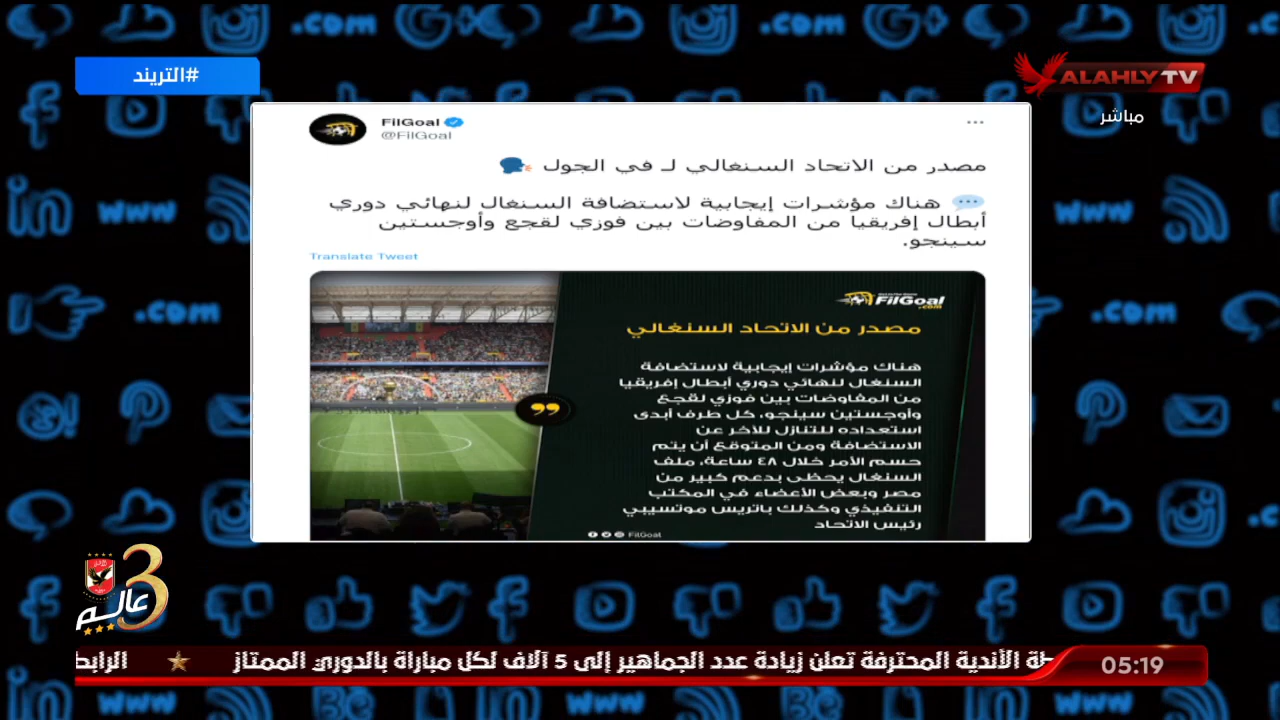 #التريند
ALAHLY TV
مباشر
FilGoal
@FilGoal
مصدر من الاتحاد السنغالي لـ في الجول
هناك مؤشرات إيجابية لاستضافة السنغال لنهائي دوري
أبطال إفريقيا من المفاوضات بين فوزي لقجع وأوجستين
سينجو.
Translate Tweet
FilGoal
.com
مصدر من الاتحاد السنغالي
هناك مؤشرات إيجابية لاستضافة
السنغال لنهائي دوري أبطال إفريقيا
من المفاوضات بين فوزي لقجع
وأوجستين سينجو، كل طرف أبدى
استعداده للتنازل للآخر عن
الاستضافة ومن المتوقع أن يتم
حسم الأمر خلال ٤٨ ساعة، ملف
السنغال يحظى بدعم كبير من
مصر وبعض الأعضاء في المكتب
التنفيذي وكذلك باتريس موتسيبي
رئيس الاتحاد
FilGoal
3 عالم
طة الأندية المحترفة تعلن زيادة عدد الجماهير إلى 5 آلاف لكل مباراة بالدوري الممتاز
الرابط
05:19